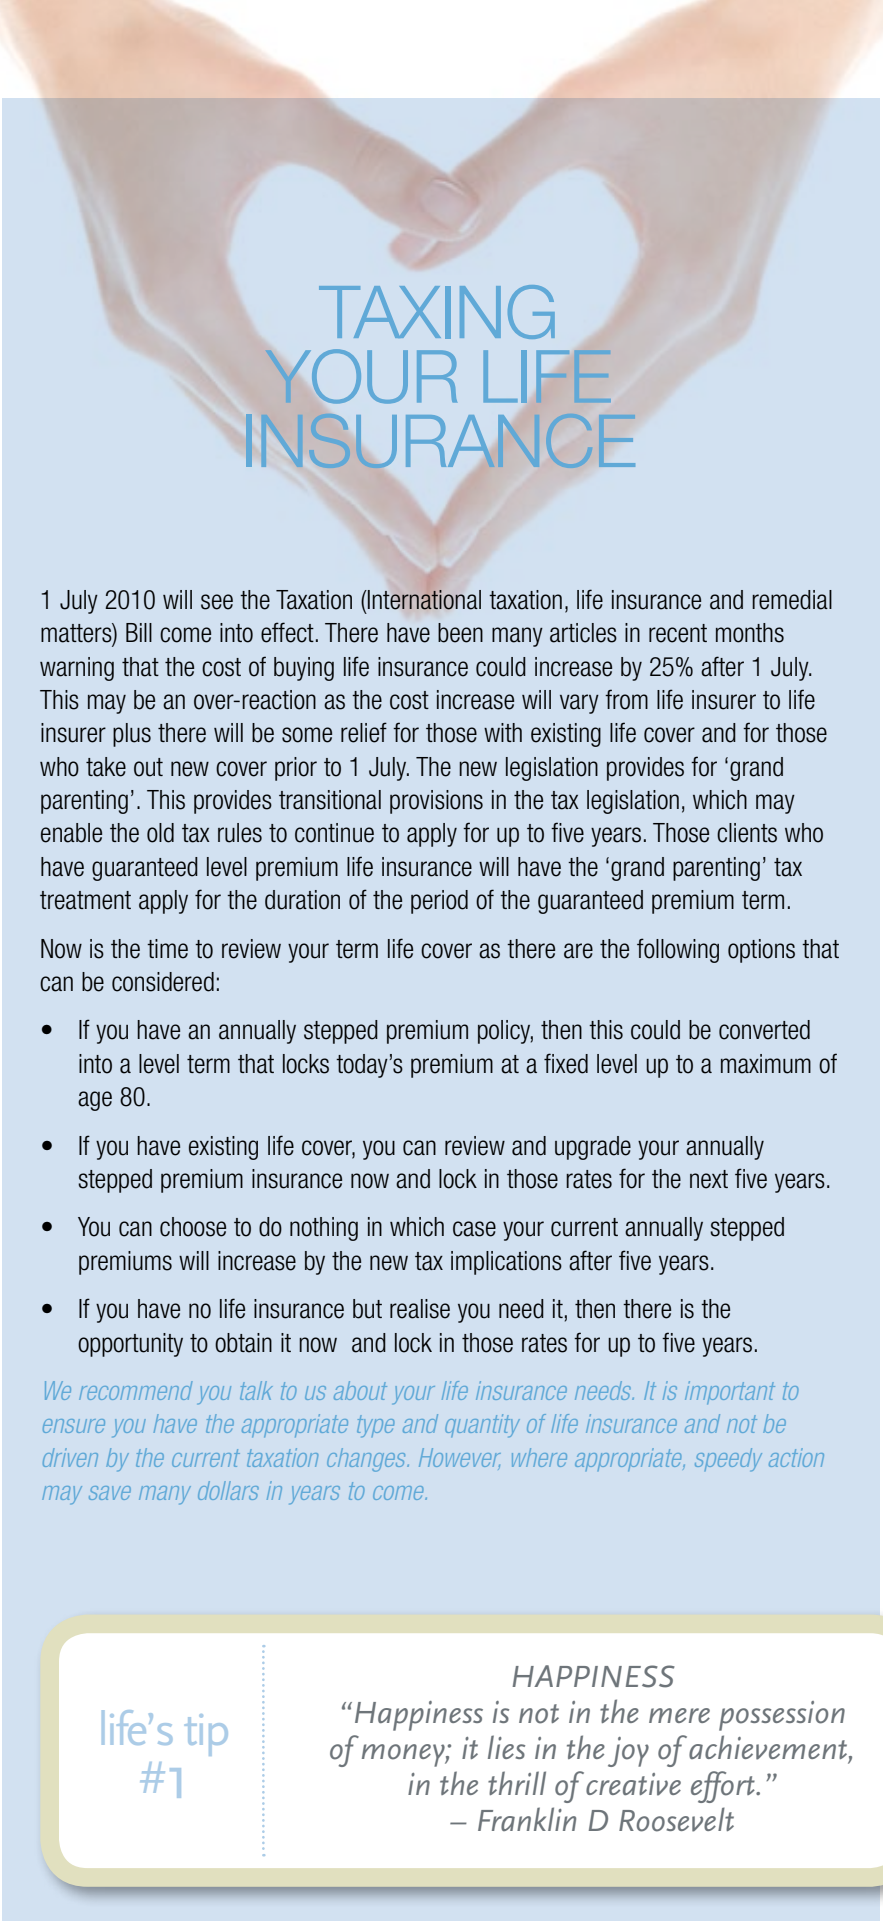 TAXING
YOUR LIFE
INSURANCE
1 July 2010 will see the Taxation (International taxation, life insurance and remedial
matters) Bill come into effect. There have been many articles in recent months
warning that the cost of buying life insurance could increase by 25% after 1 July.
This may be an over-reaction as the cost increase will vary from life insurer to life
insurer plus there will be some relief for those with existing life cover and for those
who take out new cover prior to 1 July. The new legislation provides for ‘grand
parenting’. This provides transitional provisions in the tax legislation, which may
enable the old tax rules to continue to apply for up to five years. Those clients who
have guaranteed level premium life insurance will have the ‘grand parenting’ tax
treatment apply for the duration of the period of the guaranteed premium term.
Now is the time to review your term life cover as there are the following options that
can be considered:
• If you have an annually stepped premium policy, then this could be converted
into a level term that locks today’s premium at a fixed level up to a maximum of
age 80.
• If you have existing life cover, you can review and upgrade your annually
stepped premium insurance now and lock in those rates for the next five years.
• You can choose to do nothing in which case your current annually stepped
premiums will increase by the new tax implications after five years.
• If you have no life insurance but realise you need it, then there is the
opportunity to obtain it now  and lock in those rates for up to five years.
We recommend you talk to us about your life insurance needs. It is important to
ensure you have the appropriate type and quantity of life insurance and not be
driven by the current taxation changes. However, where appropriate, speedy action
may save many dollars in years to come.
life’s tip
#1
HAPPINESS
“Happiness is not in the mere possession
of money; it lies in the joy of achievement,
in the thrill of creative effort.”
– Franklin D Roosevelt